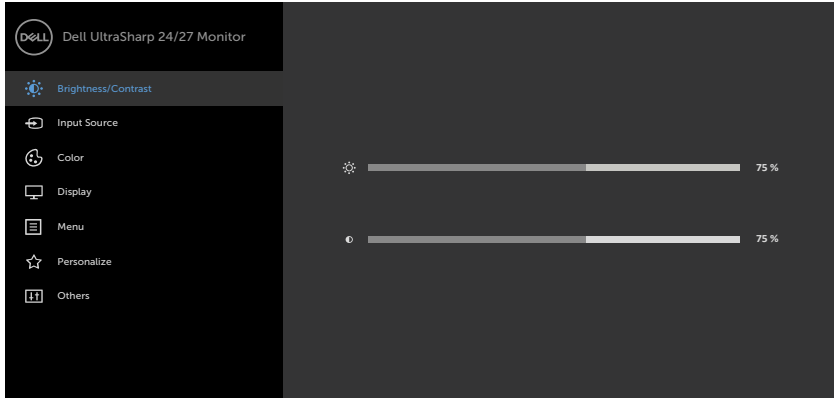 DELL Dell UltraSharp 24/27 Monitor
Brightness/Contrast
Input Source
Color
75 %
Display
Menu
75 %
Personalize
Others